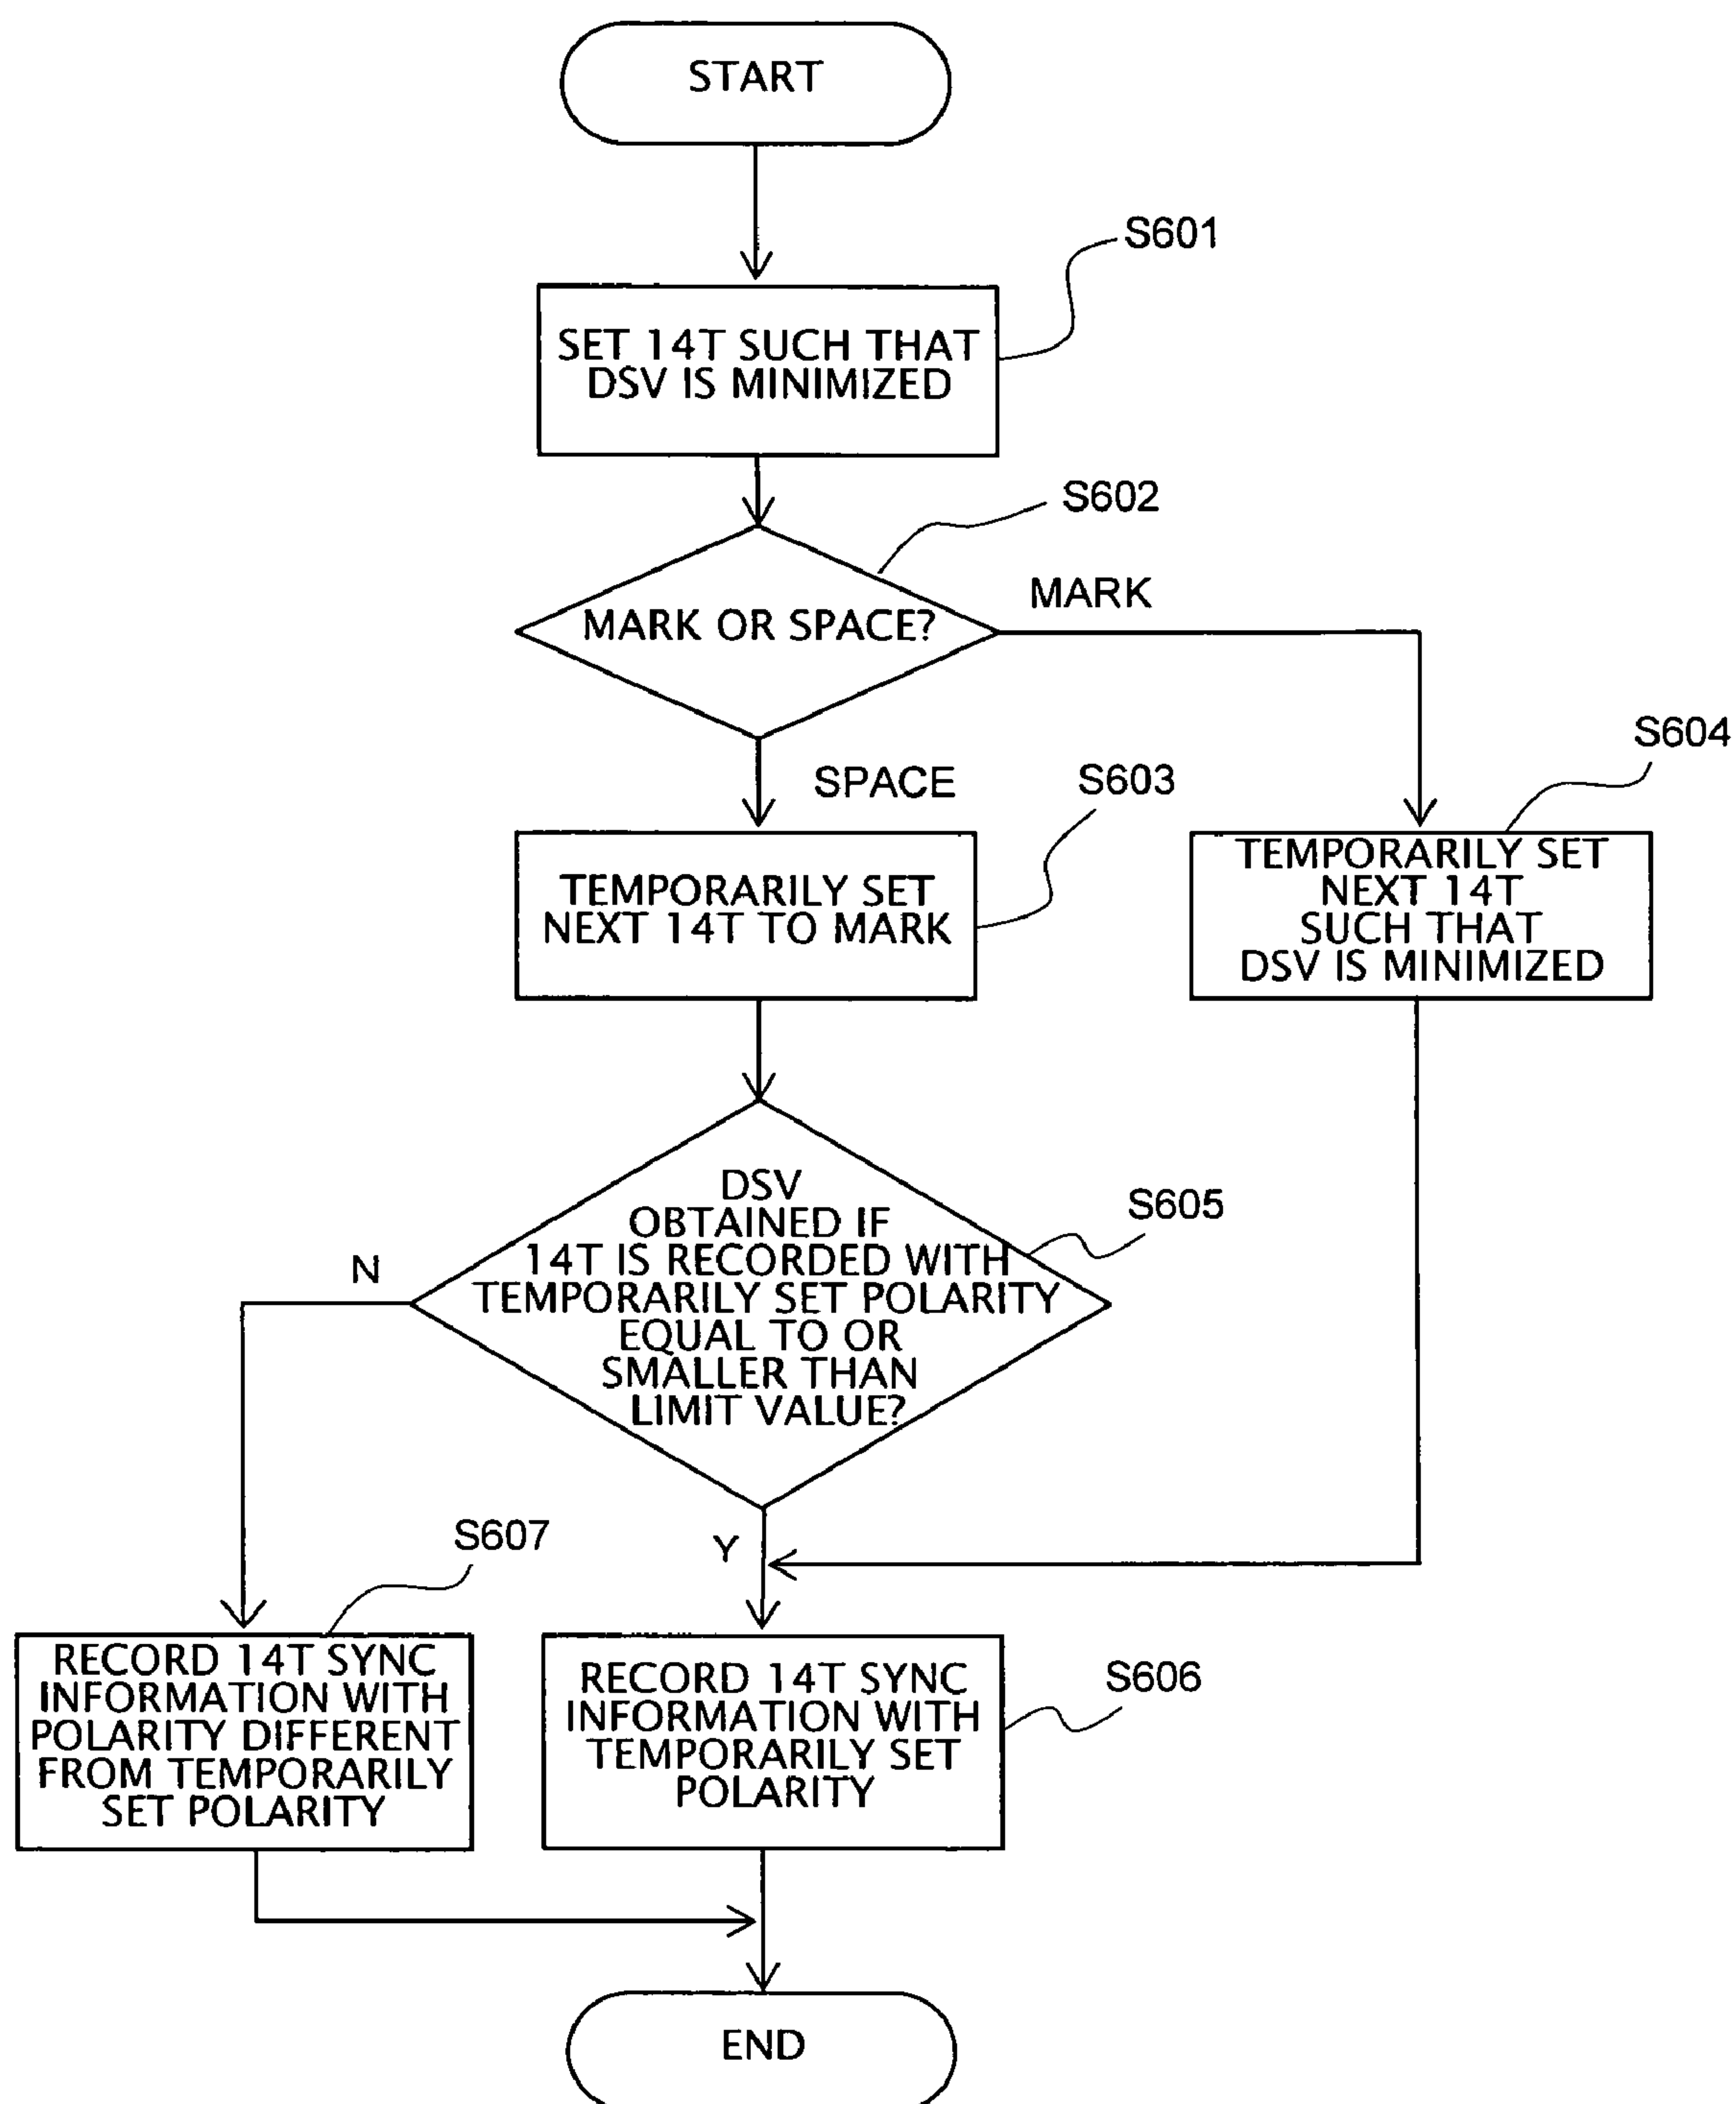 START
S601
SET 14T SUCH THAT
DSV IS MINIMIZED
S602
MARK OR SPACE?
MARK
SPACE
S603
S604
TEMPORARILY SET
NEXT 14T TO MARK
TEMPORARILY SET
NEXT 14T
SUCH THAT
DSV IS MINIMIZED
S605
DSV
OBTAINED IF
14T IS RECORDED WITH
TEMPORARILY SET POLARITY
EQUAL TO OR
SMALLER THAN
LIMIT VALUE?
N
Y
S607
RECORD 14T SYNC
INFORMATION WITH
POLARITY DIFFERENT
FROM TEMPORARILY
SET POLARITY
S606
RECORD 14T SYNC
INFORMATION WITH
TEMPORARILY SET
POLARITY
END